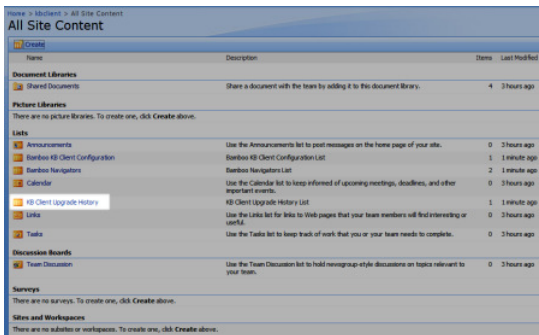 Home > kbclient > All Site Content
All Site Content
Create
Name Description Items Last Modified
Document Libraries
Shared Documents Share a document with the team by adding it to this document library. 4 3 hours ago
Picture Libraries
There are no picture libraries. To create one, click Create above.
Lists
Announcements Use the Announcements list to post messages on the home page of your site. 0 3 hours ago
Bamboo KB Client Configuration Bamboo KB Client Configuration List 1 1 minute ago
Bamboo Navigators Bamboo Navigators List 2 1 minute ago
Calendar Use the Calendar list to keep informed of upcoming meetings, deadlines, and other 0 3 hours ago
important events.
KB Client Upgrade History KB Client Upgrade History List 1 1 minute ago
Links Use the Links list for links to Web pages that your team members will find interesting or 0 3 hours ago
useful.
Tasks Use the Tasks list to keep track of work that you or your team needs to complete. 0 3 hours ago
Discussion Boards
Team Discussion Use the Team Discussion list to hold newsgroup-style discussions on topics relevant to 0 3 hours ago
your team.
Surveys
There are no surveys. To create one, click Create above.
Sites and Workspaces
There are no subsites or workspaces. To create one, click Create above.